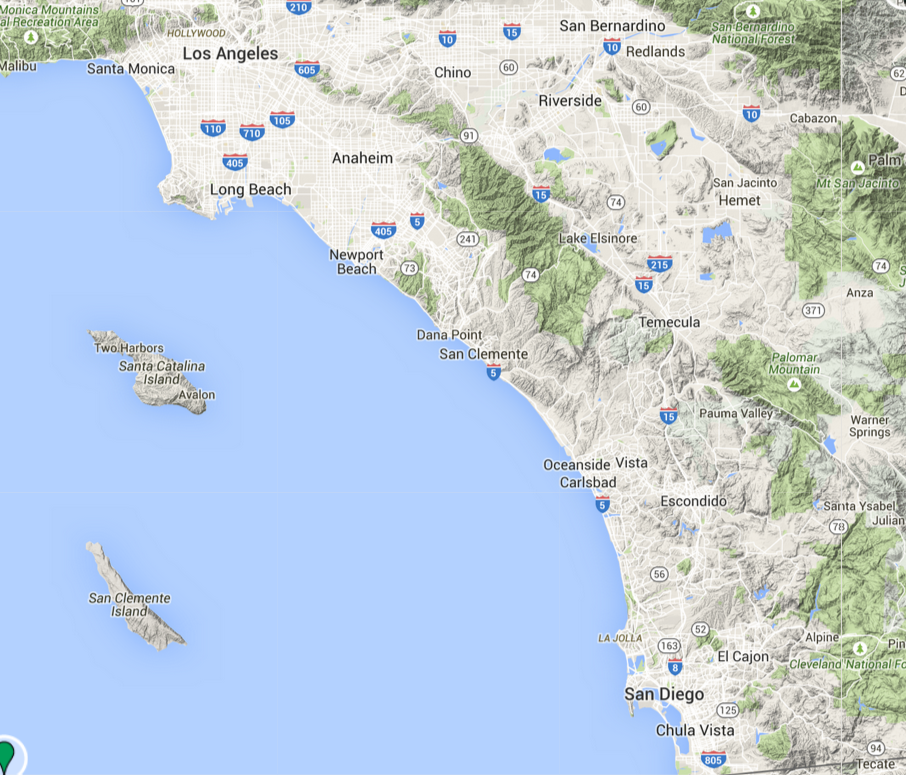 Monica Mountains
al Recreation Area
HOLLYWOOD
210
Los Angeles
Malibu
Santa Monica
605
10
15
San Bernardino
10
Redlands
San Bernardino
National Forest
Chino
60
62
Riverside
60
10
Cabazon
110
710
105
405
91
Anaheim
Long Beach
Palm
Mt San Jacinto
San Jacinto
Hemet
15
74
405
5
241
Lake Elsinore
Newport
Beach
73
74
215
15
74
Anza
371
Temecula
Dana Point
San Clemente
5
Two Harbors
Santa Catalina
Island
Avalon
Palomar
Mountain
15
Pauma Valley
Warner
Springs
Oceanside
Vista
Carlsbad
5
Escondido
Santa Ysabel
Julian
78
San Clemente
Island
56
52
LA JOLLA
163
8
El Cajon
Alpine
Pin
Cleveland National Fo
San Diego
125
Chula Vista
94
805
Tecate